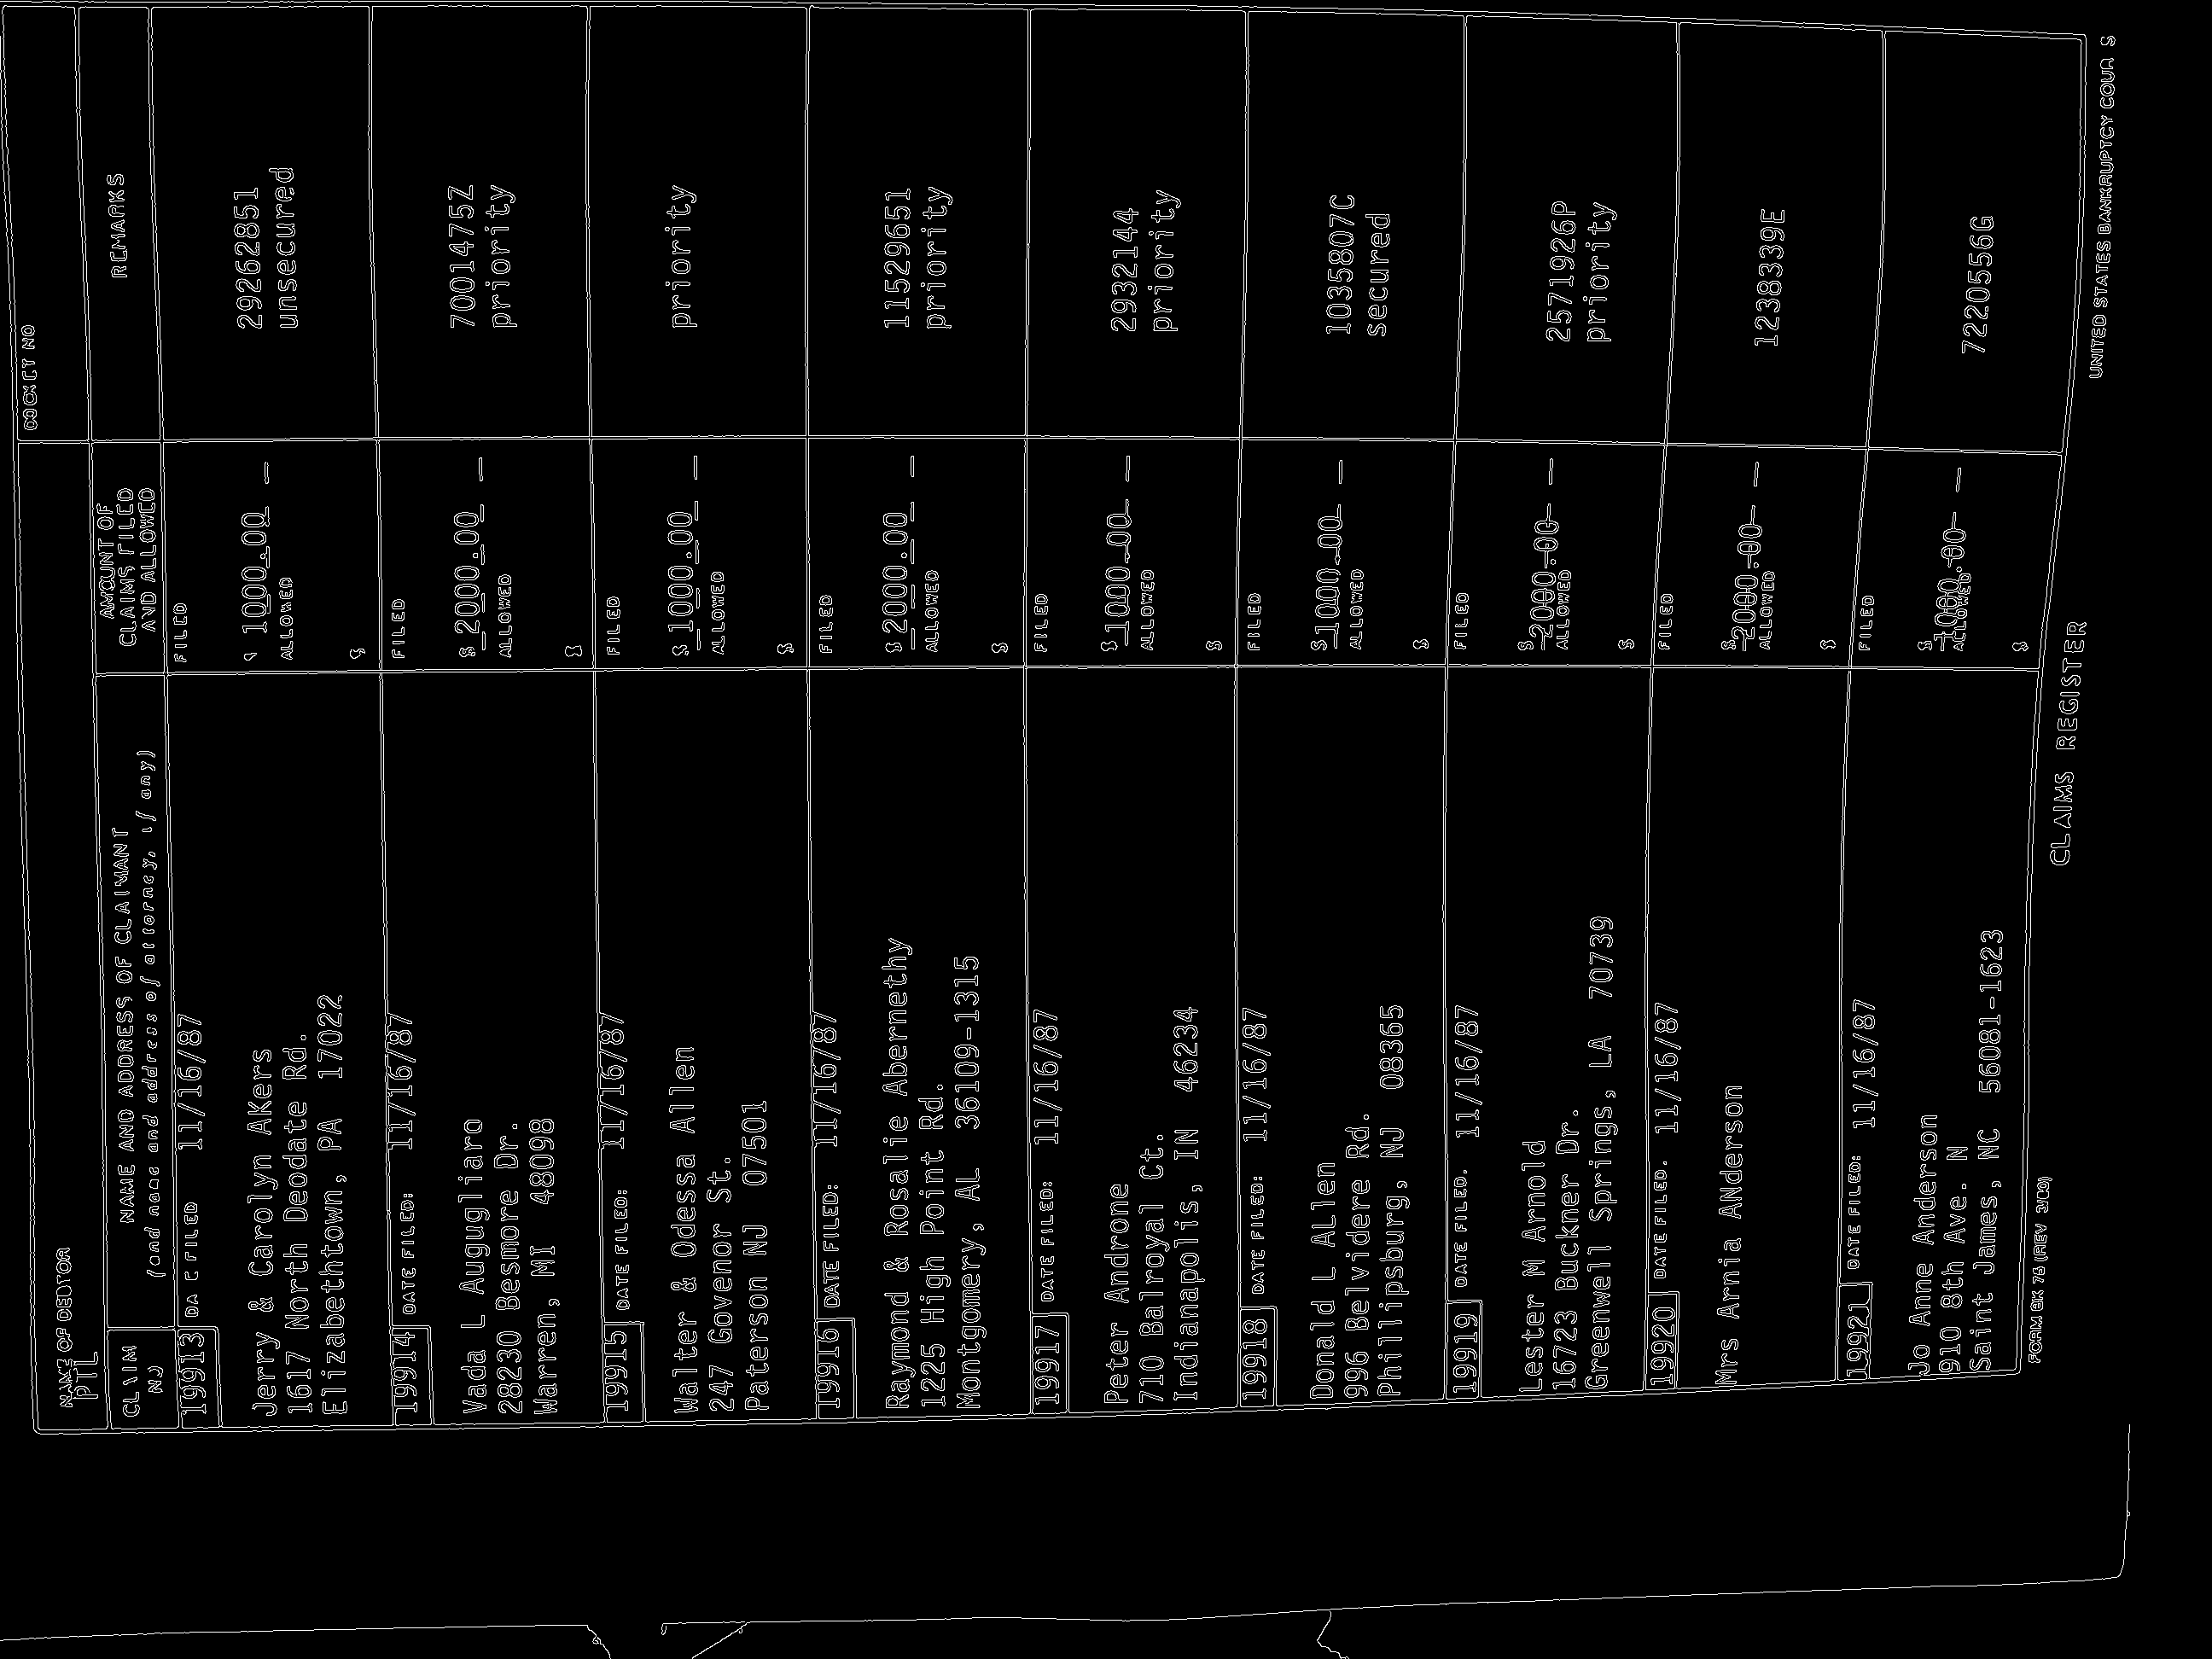 NAME OF DEBTOR
PTL
DOCKET NO
CLAIM NO
NAME AND ADDRESS OF CLAIMANT
(and name and address of attorney, if any)
AMOUNT OF
CLAIMS FILED
AND ALLOWED
REMARKS
19913 DATE FILED 11/16/87
FILED
Jerry & Carolyn AKers
1617 North Deodate Rd.
Elizabethtown, PA 17022
$ 1000.00
ALLOWED
$
29262851
unsecured
19914 DATE FILED: 11/16/87
FILED
Vada L Augugliaro
28230 Besmore Dr.
Warren, MI 48098
$ 2000.00
ALLOWED
$
7001475Z
priority
19915 DATE FILED: 11/16/87
FILED
Walter & Odessa Allen
247 Govenor St.
Paterson NJ 07501
$ 1000.00
ALLOWED
$
priority
19916 DATE FILED: 11/16/87
FILED
Raymond & Rosalie Abernethy
1225 High Point Rd.
Montgomery, AL 36109-1315
$ 2000.00
ALLOWED
$
11529651
priority
19917 DATE FILED: 11/16/87
FILED
Peter Androne
710 Balroyal Ct.
Indianapolis, IN 46234
$ 1000.00
ALLOWED
$
2932144
priority
19918 DATE FILED: 11/16/87
FILED
Donald L Allen
996 Belvidere Rd.
Phillipsburg, NJ 08365
$ 1000.00
ALLOWED
$
1035807C
secured
19919 DATE FILED. 11/16/87
FILED
Lester M Arnold
16723 Buckner Dr.
Greenwell Springs, LA 70739
$ 2000.00
ALLOWED
$
2571926P
priority
19920 DATE FILED. 11/16/87
FILED
Mrs Arnia ANderson
$ 2000.00
ALLOWED
$
1238339E
19921 DATE FILED: 11/16/87
FILED
Jo Anne Anderson
910 8th Ave. N
Saint James, NC 56081-1623
$ 1000.00
ALLOWED
$
7220556G
FORM BK 75 (REV 3/80)
CLAIMS REGISTER
UNITED STATES BANKRUPTCY COURTS